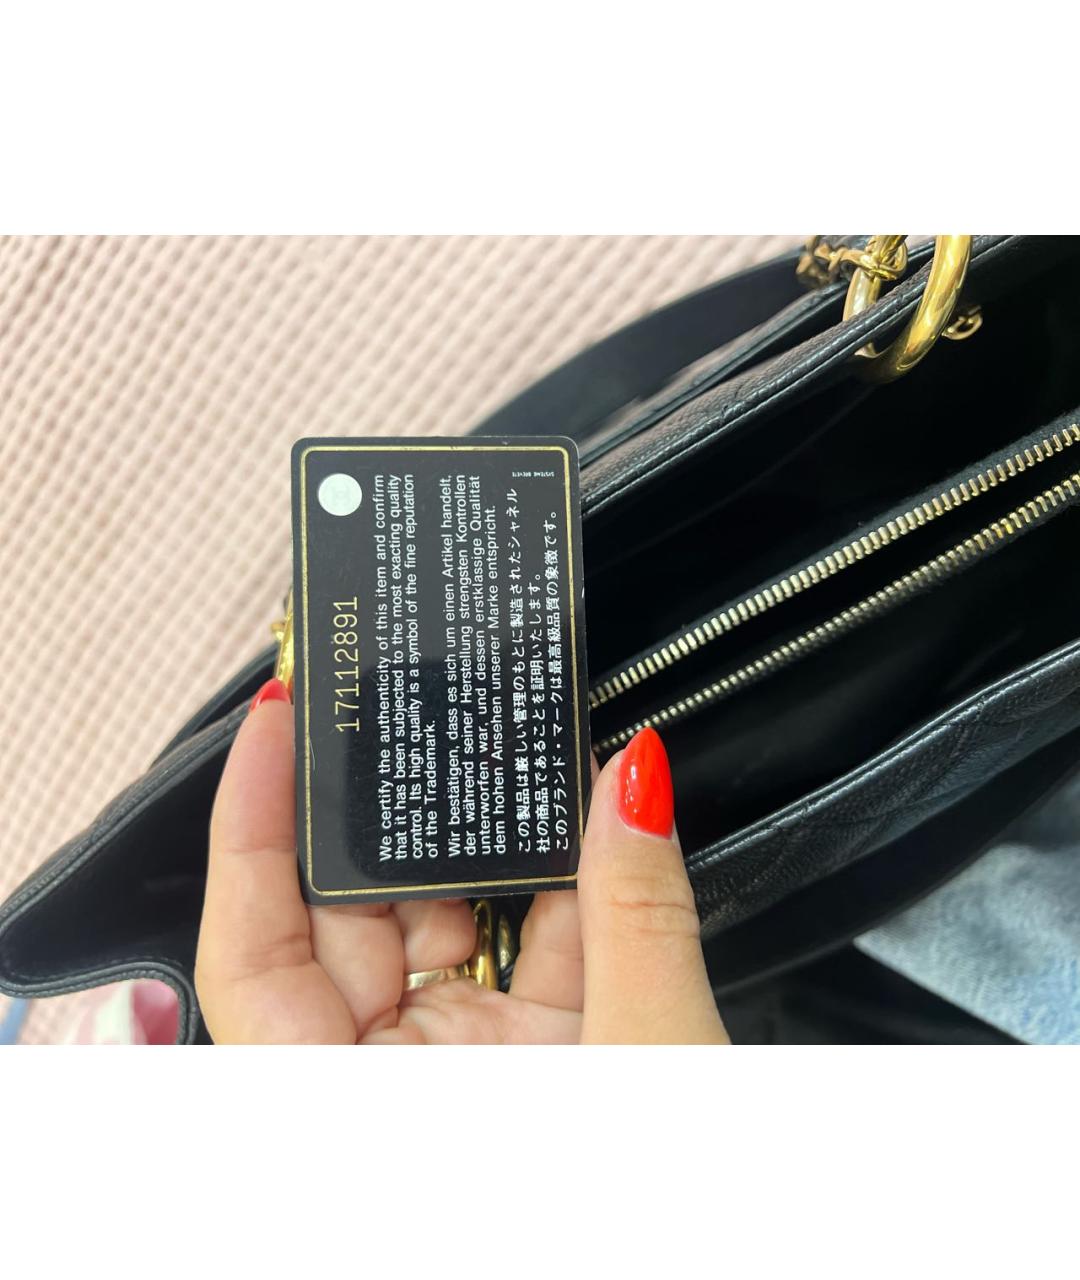 17112891
We certify the authenticity of this item and confirm
that it has been subjected to the most exacting quality
control. Its high quality is a symbol of the fine reputation
of the Trademark.
Wir bestätigen, dass es sich um einen Artikel handelt,
der während seiner Herstellung strengsten Kontrollen
unterworfen war, und dessen erstklassige Qualität
dem hohen Ansehen unserer Marke entspricht.
この製品は厳しい管理のもとに製造されたシャネル
社の商品であることを証明いたします。
このブランド・マークは最高級品質の象徴です。
SYSTEME BREVETE